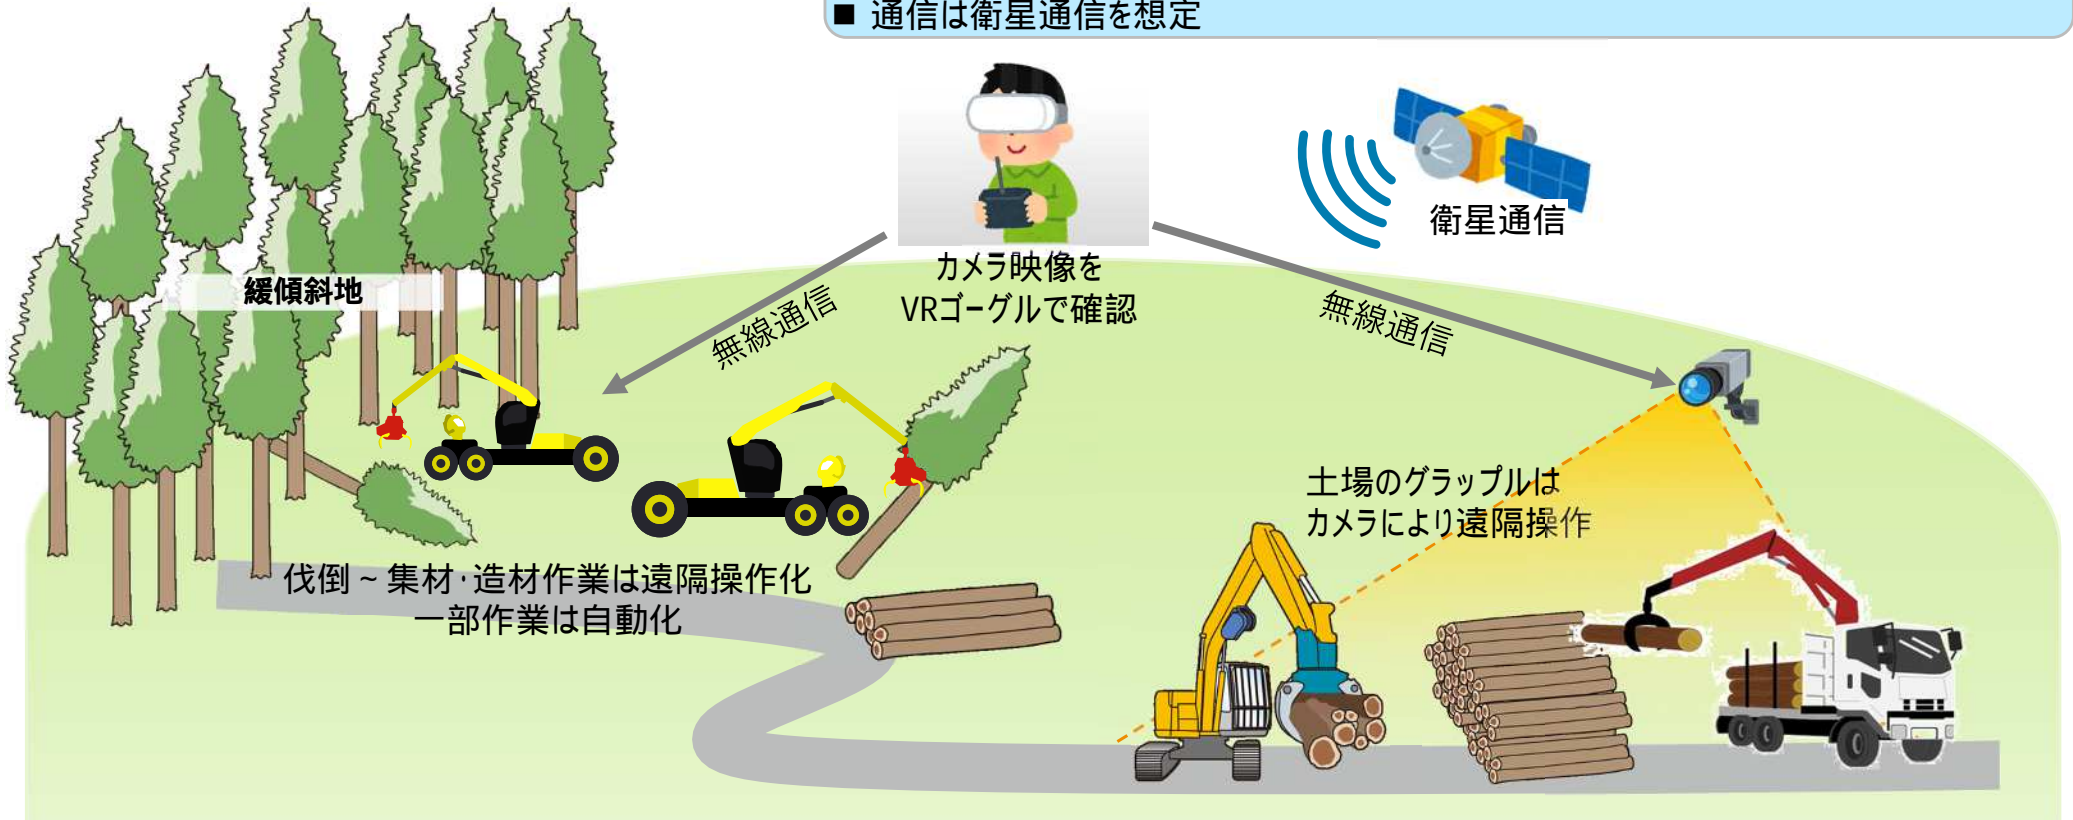 ■ 通信は衛星通信を想定
衛星通信
カメラ映像を
VRゴーグルで確認
緩傾斜地
無線通信
無線通信
土場のグラップルは
カメラにより遠隔操作
伐倒~集材・造材作業は遠隔操作化
一部作業は自動化